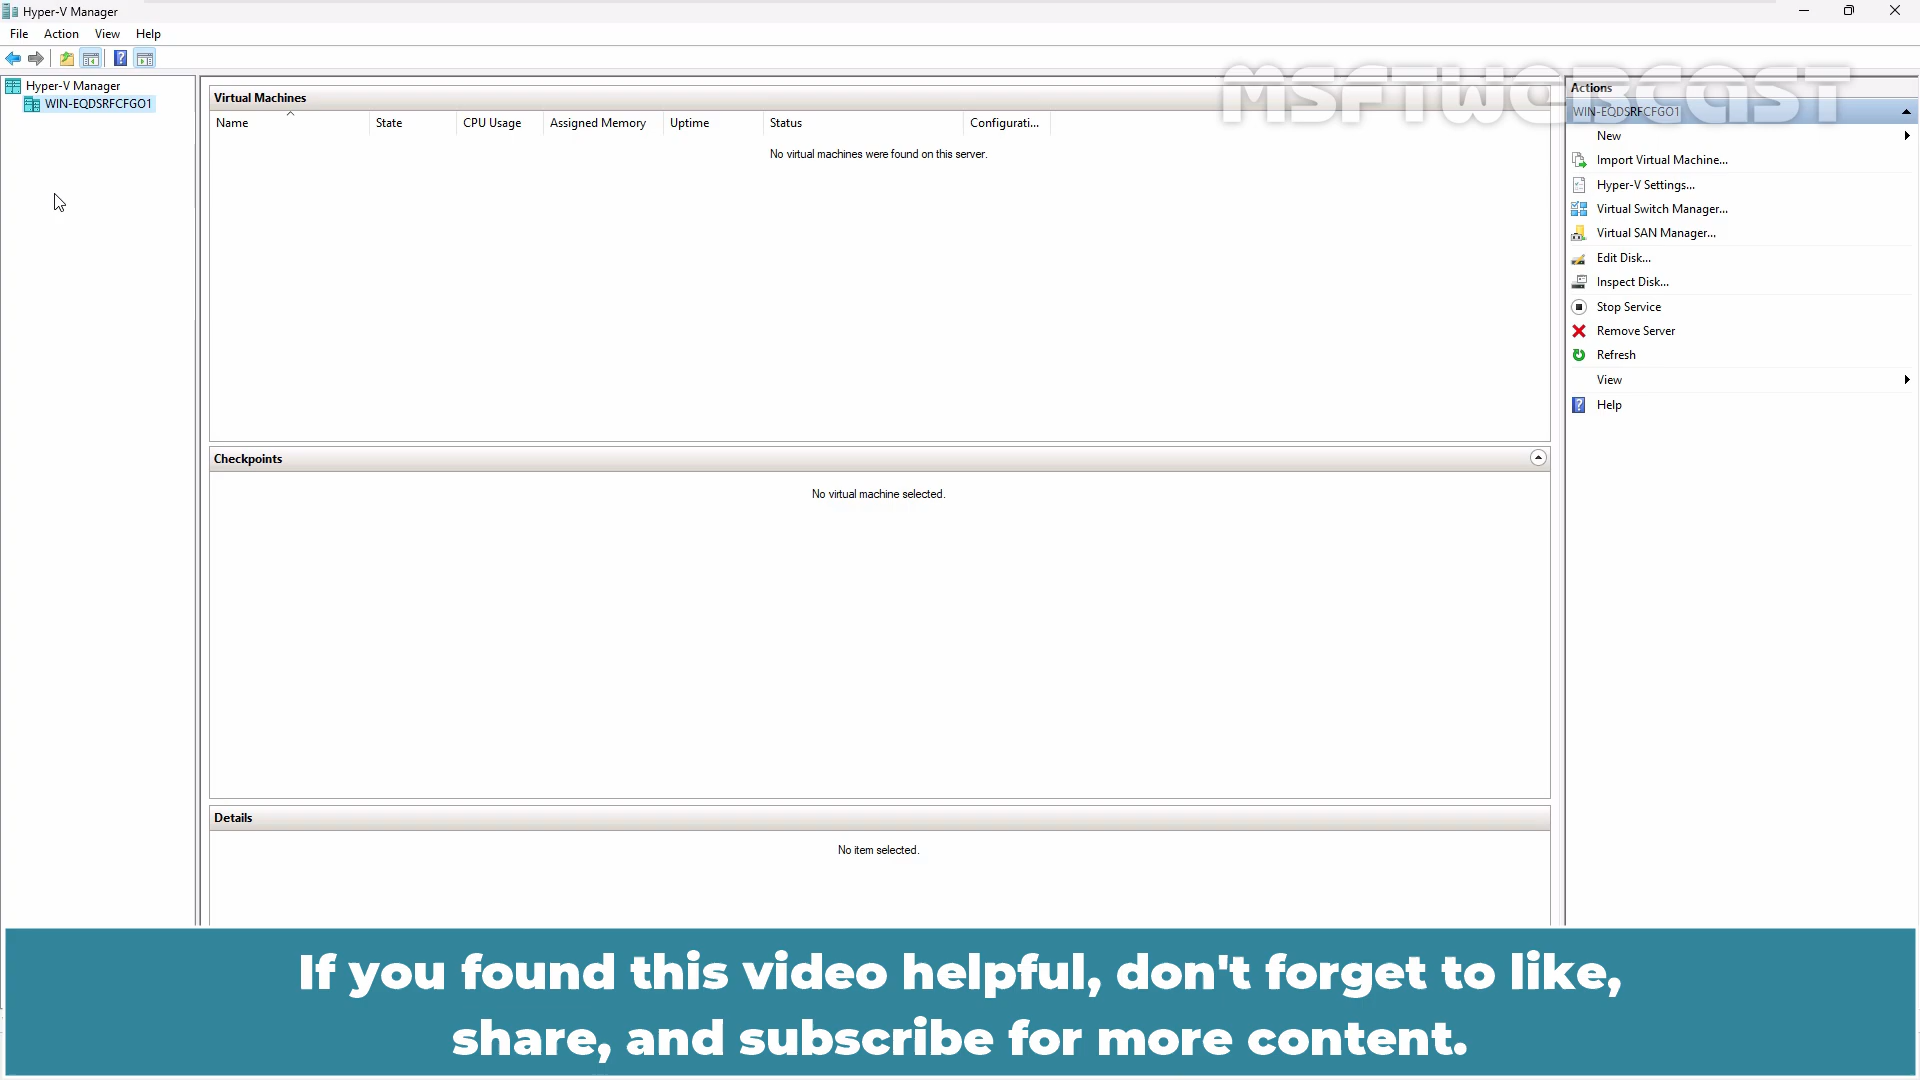 Hyper-V Manager
File Action View Help
Hyper-V Manager
WIN-EQDSRFCFGO1
Virtual Machines
Name State CPU Usage Assigned Memory Uptime Status Configurati...
No virtual machines were found on this server.
Checkpoints
No virtual machine selected.
Details
No item selected.
MSFTWEBCAST
Actions
WIN-EQDSRFCFGO1
New
Import Virtual Machine...
Hyper-V Settings...
Virtual Switch Manager...
Virtual SAN Manager...
Edit Disk...
Inspect Disk...
Stop Service
Remove Server
Refresh
View
Help
If you found this video helpful, don't forget to like,
share, and subscribe for more content.